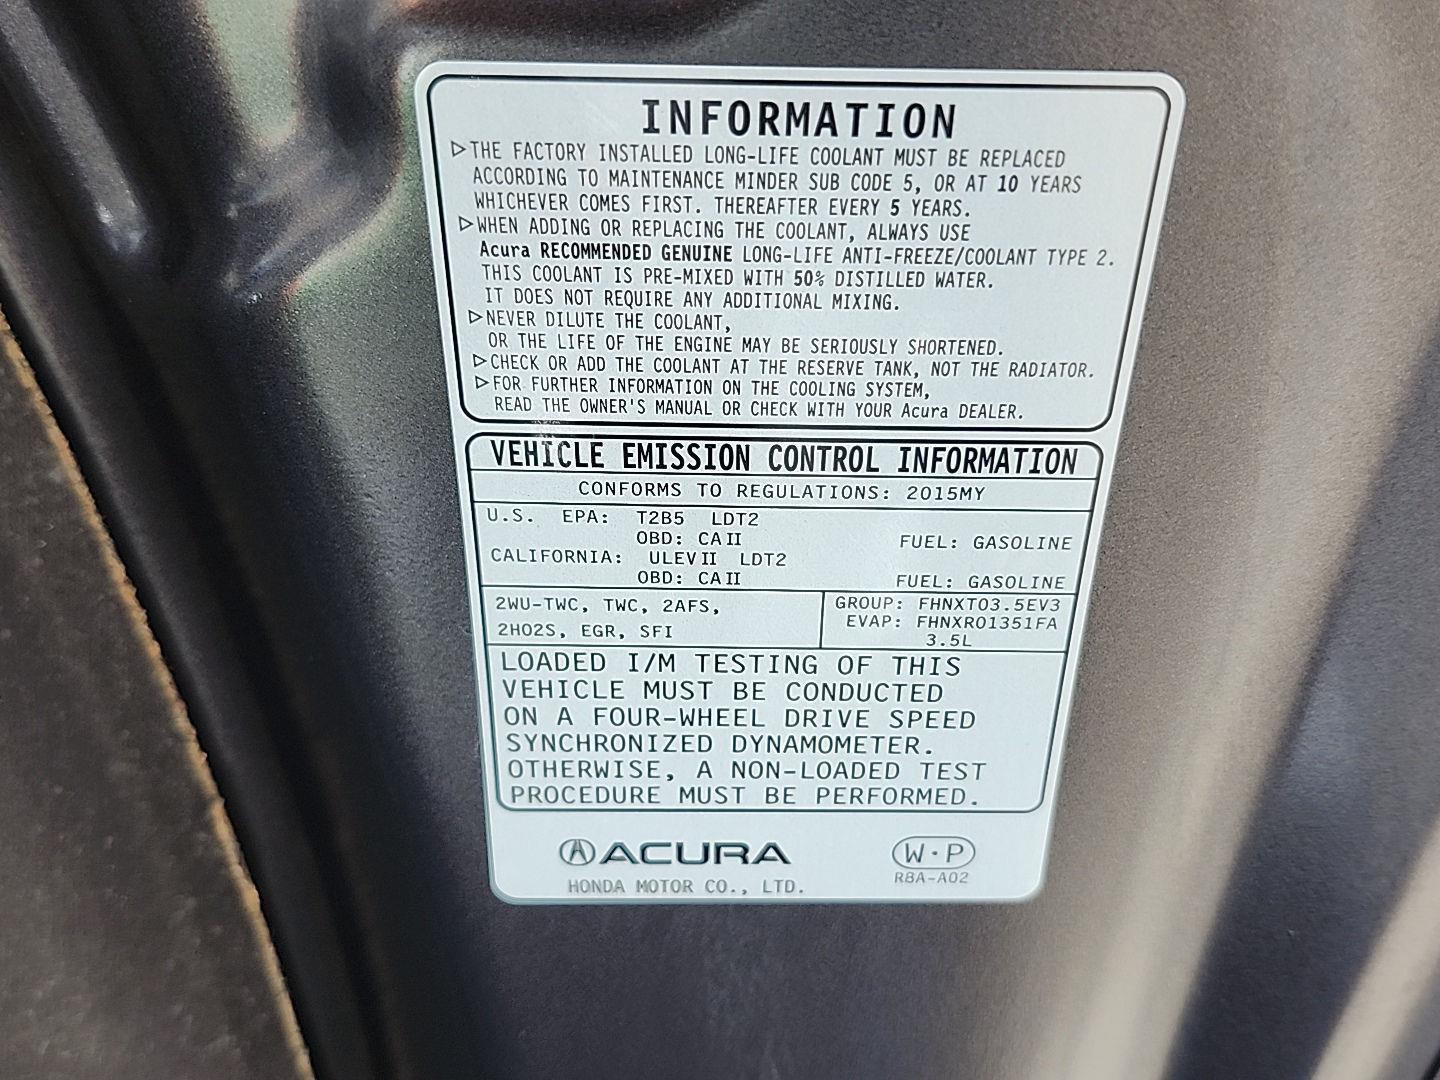 INFORMATION
▷THE FACTORY INSTALLED LONG-LIFE COOLANT MUST BE REPLACED
ACCORDING TO MAINTENANCE MINDER SUB CODE 5, OR AT 10 YEARS
WHICHEVER COMES FIRST. THEREAFTER EVERY 5 YEARS.
▷WHEN ADDING OR REPLACING THE COOLANT, ALWAYS USE
Acura RECOMMENDED GENUINE LONG-LIFE ANTI-FREEZE/COOLANT TYPE 2.
THIS COOLANT IS PRE-MIXED WITH 50% DISTILLED WATER.
IT DOES NOT REQUIRE ANY ADDITIONAL MIXING.
▷NEVER DILUTE THE COOLANT,
OR THE LIFE OF THE ENGINE MAY BE SERIOUSLY SHORTENED.
▷CHECK OR ADD THE COOLANT AT THE RESERVE TANK, NOT THE RADIATOR.
▷FOR FURTHER INFORMATION ON THE COOLING SYSTEM,
READ THE OWNER'S MANUAL OR CHECK WITH YOUR Acura DEALER.
VEHICLE EMISSION CONTROL INFORMATION
CONFORMS TO REGULATIONS: 2015MY
U.S. EPA: T2B5 LDT2
OBD: CA II FUEL: GASOLINE
CALIFORNIA: ULEV II LDT2
OBD: CA II FUEL: GASOLINE
2WU-TWC, TWC, 2AFS,
2HO2S, EGR, SFI
GROUP: FHNXT03.5EV3
EVAP: FHNXR01351FA
3.5L
LOADED I/M TESTING OF THIS
VEHICLE MUST BE CONDUCTED
ON A FOUR-WHEEL DRIVE SPEED
SYNCHRONIZED DYNAMOMETER.
OTHERWISE, A NON-LOADED TEST
PROCEDURE MUST BE PERFORMED.
ACURA
HONDA MOTOR CO., LTD.
W·P
R8A-A02